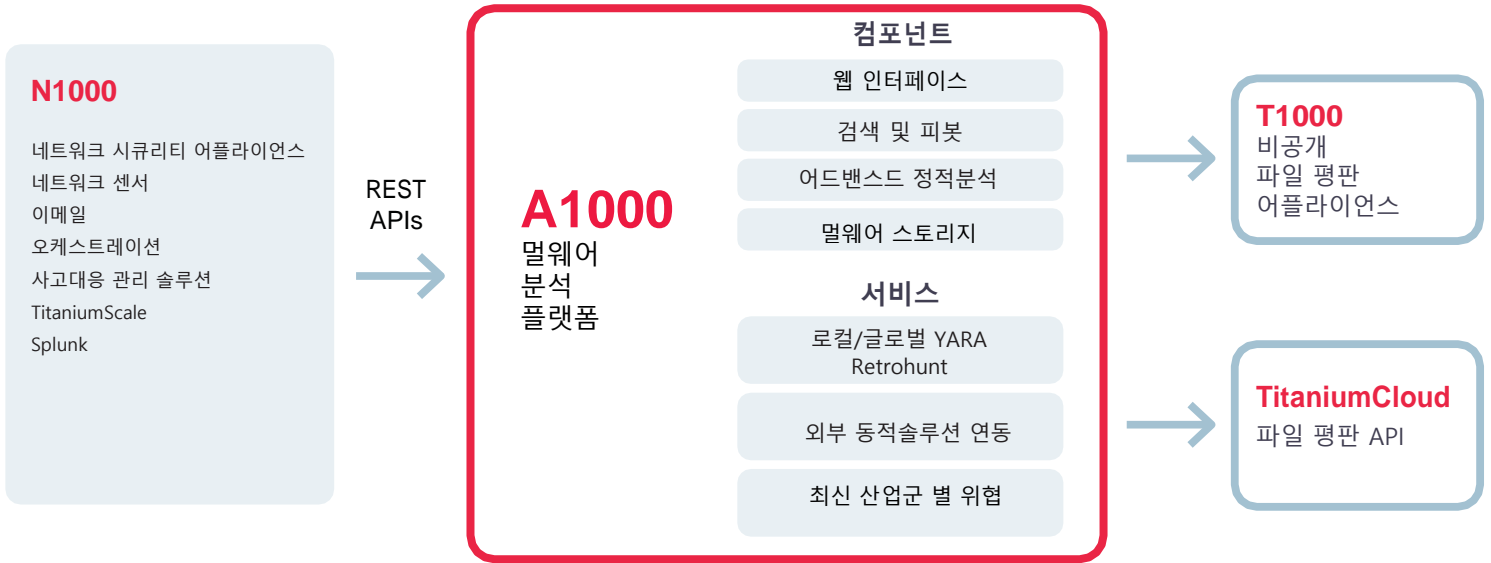 N1000
네트워크 시큐리티 어플라이언스
네트워크 센서
이메일
오케스트레이션
사고대응 관리 솔루션
TitaniumScale
Splunk
REST
APIs
A1000
멀웨어
분석
플랫폼
컴포넌트
웹 인터페이스
검색 및 피봇
어드밴스드 정적분석
멀웨어 스토리지
서비스
로컬/글로벌 YARA
Retrohunt
외부 동적솔루션 연동
최신 산업군 별 위협
T1000
비공개
파일 평판
어플라이언스
TitaniumCloud
파일 평판 API